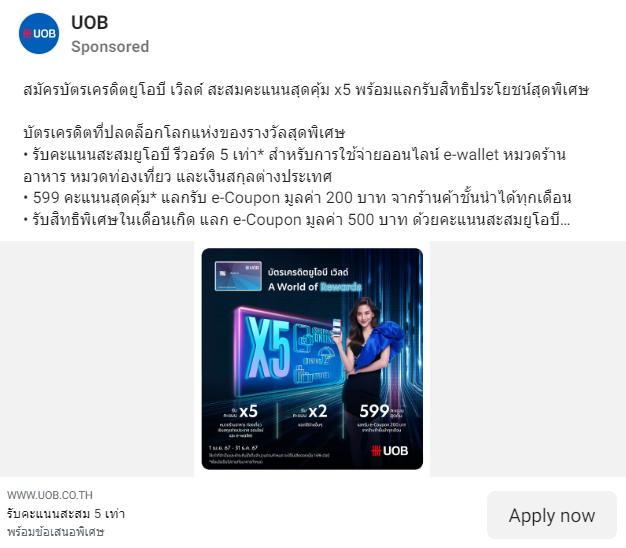 UOB
UOB
Sponsored
สมัครบัตรเครดิตยูโอบี เวิลด์ สะสมคะแนนสุดคุ้ม x5 พร้อมแลกรับสิทธิประโยชน์สุดพิเศษ
บัตรเครดิตที่ปลดล็อกโลกแห่งของรางวัลสุดพิเศษ
• รับคะแนนสะสมยูโอบี รีวอร์ด 5 เท่า* สำหรับการใช้จ่ายออนไลน์ e-wallet หมวดร้าน
อาหาร หมวดท่องเที่ยว และเงินสกุลต่างประเทศ
• 599 คะแนนสุดคุ้ม* แลกรับ e-Coupon มูลค่า 200 บาท จากร้านค้าชั้นนำได้ทุกเดือน
• รับสิทธิพิเศษในเดือนเกิด แลก e-Coupon มูลค่า 500 บาท ด้วยคะแนนสะสมยูโอบี...
UOB
บัตรเครดิตยูโอบี เวิลด์
A World of Rewards
X5
รับ คะแนน x5
รับ คะแนน x2
599
1 เม.ย. 67 - 31 ธ.ค. 67
UOB
WWW.UOB.CO.TH
รับคะแนนสะสม 5 เท่า
พร้อมข้อเสนอพิเศษ
Apply now